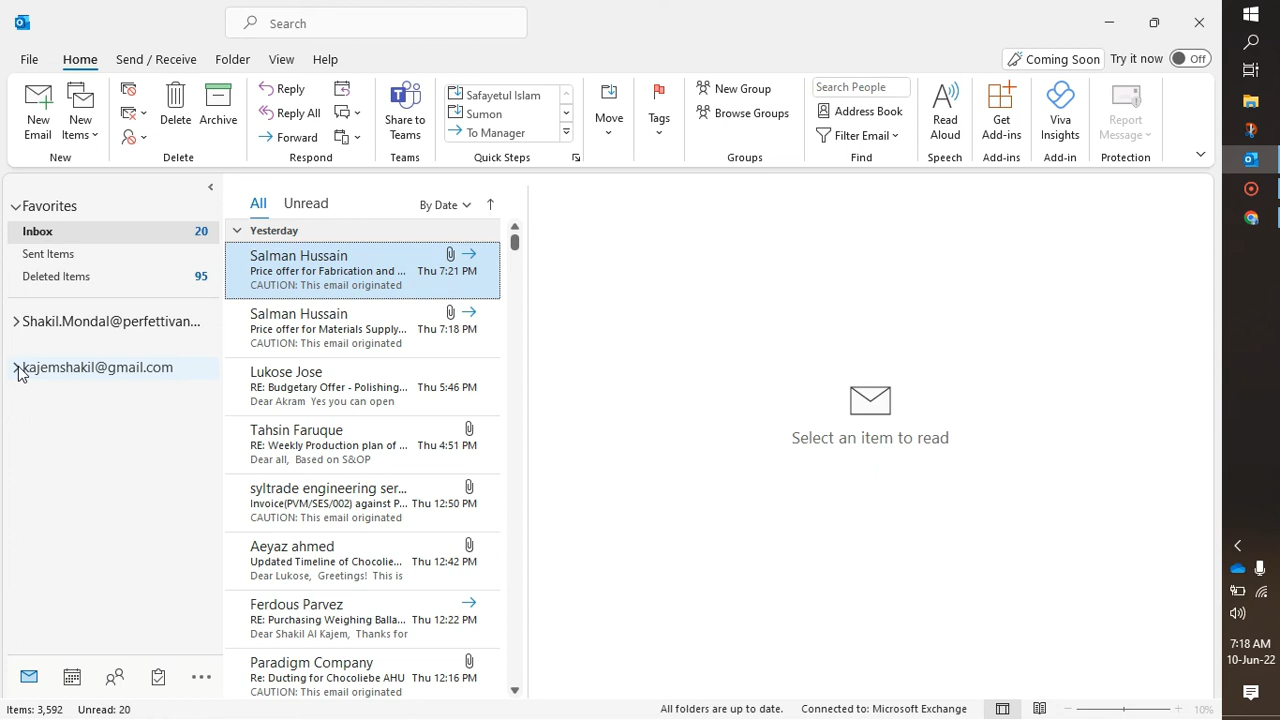 Search
File Home Send / Receive Folder View Help
Coming Soon Try it now Off
New Email
New Items
Delete
Archive
Reply
Reply All
Forward
Share to Teams
Safayetul Islam
Sumon
To Manager
Move
Tags
New Group
Browse Groups
Search People
Address Book
Filter Email
Read Aloud
Get Add-ins
Viva Insights
Report Message
New Delete Respond Teams Quick Steps Groups Find Speech Add-ins Add-in Protection
Favorites
Inbox 20
Sent Items
Deleted Items 95
Shakil.Mondal@perfettivan...
kajemshakil@gmail.com
All Unread By Date
Yesterday
Salman Hussain
Price offer for Fabrication and ... Thu 7:21 PM
CAUTION: This email originated
Salman Hussain
Price offer for Materials Supply,... Thu 7:18 PM
CAUTION: This email originated
Lukose Jose
RE: Budgetary Offer - Polishing,... Thu 5:46 PM
Dear Akram Yes you can open
Tahsin Faruque
RE: Weekly Production plan of ... Thu 4:51 PM
Dear all, Based on S&OP
syltrade engineering ser...
Invoice(PVM/SES/002) against P... Thu 12:50 PM
CAUTION: This email originated
Aeyaz ahmed
Updated Timeline of Chocolie... Thu 12:42 PM
Dear Lukose, Greetings! This is
Ferdous Parvez
RE: Purchasing Weighing Balla... Thu 12:22 PM
Dear Shakil Al Kajem, Thanks for
Paradigm Company
Re: Ducting for Chocoliebe AHU Thu 12:16 PM
CAUTION: This email originated
Select an item to read
Items: 3,592 Unread: 20
All folders are up to date. Connected to: Microsoft Exchange 10%
7:18 AM
10-Jun-22